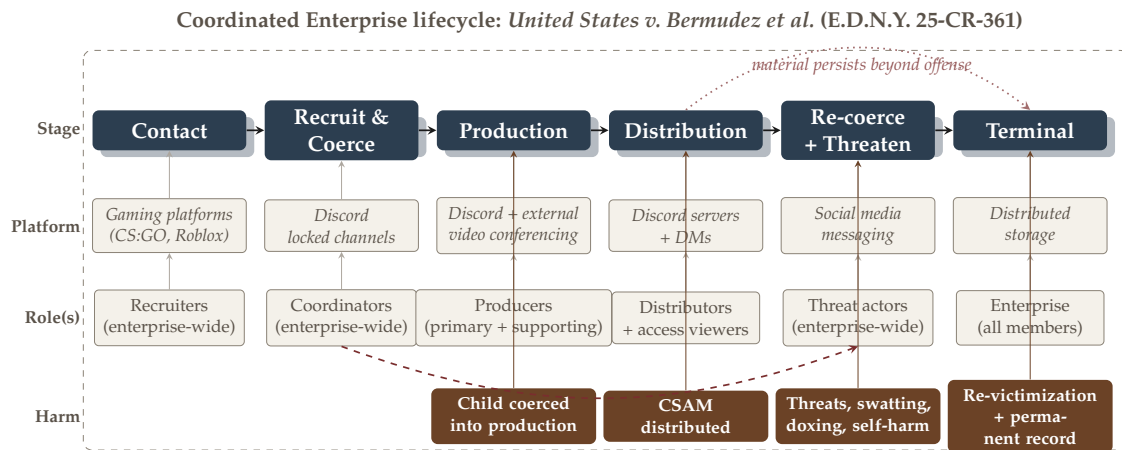 Coordinated Enterprise lifecycle: United States v. Bermudez et al. (E.D.N.Y. 25-CR-361)
material persists beyond offense
Stage
Contact
Recruit &
Coerce
Production
Distribution
Re-coerce
+ Threaten
Terminal
Platform
Gaming platforms
(CS:GO, Roblox)
Discord
locked channels
Discord + external
video conferencing
Discord servers
+ DMs
Social media
messaging
Distributed
storage
Role(s)
Recruiters
(enterprise-wide)
Coordinators
(enterprise-wide)
Producers
(primary + supporting)
Distributors
+ access viewers
Threat actors
(enterprise-wide)
Enterprise
(all members)
Harm
Child coerced
into production
CSAM
distributed
Threats, swatting,
doxing, self-harm
Re-victimization
+ perma-
nent record